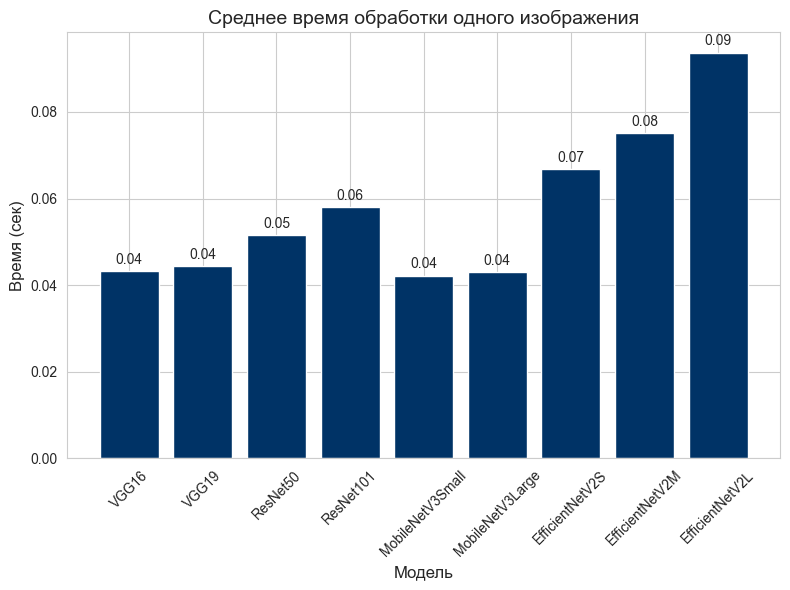 Среднее время обработки одного изображения
Время (сек)
0.08
0.06
0.04
0.02
0.00
0.04
0.04
0.05
0.06
0.04
0.04
0.07
0.08
0.09
VGG16
VGG19
ResNet50
ResNet101
MobileNetV3Small
MobileNetV3Large
EfficientNetV2S
EfficientNetV2M
EfficientNetV2L
Модель